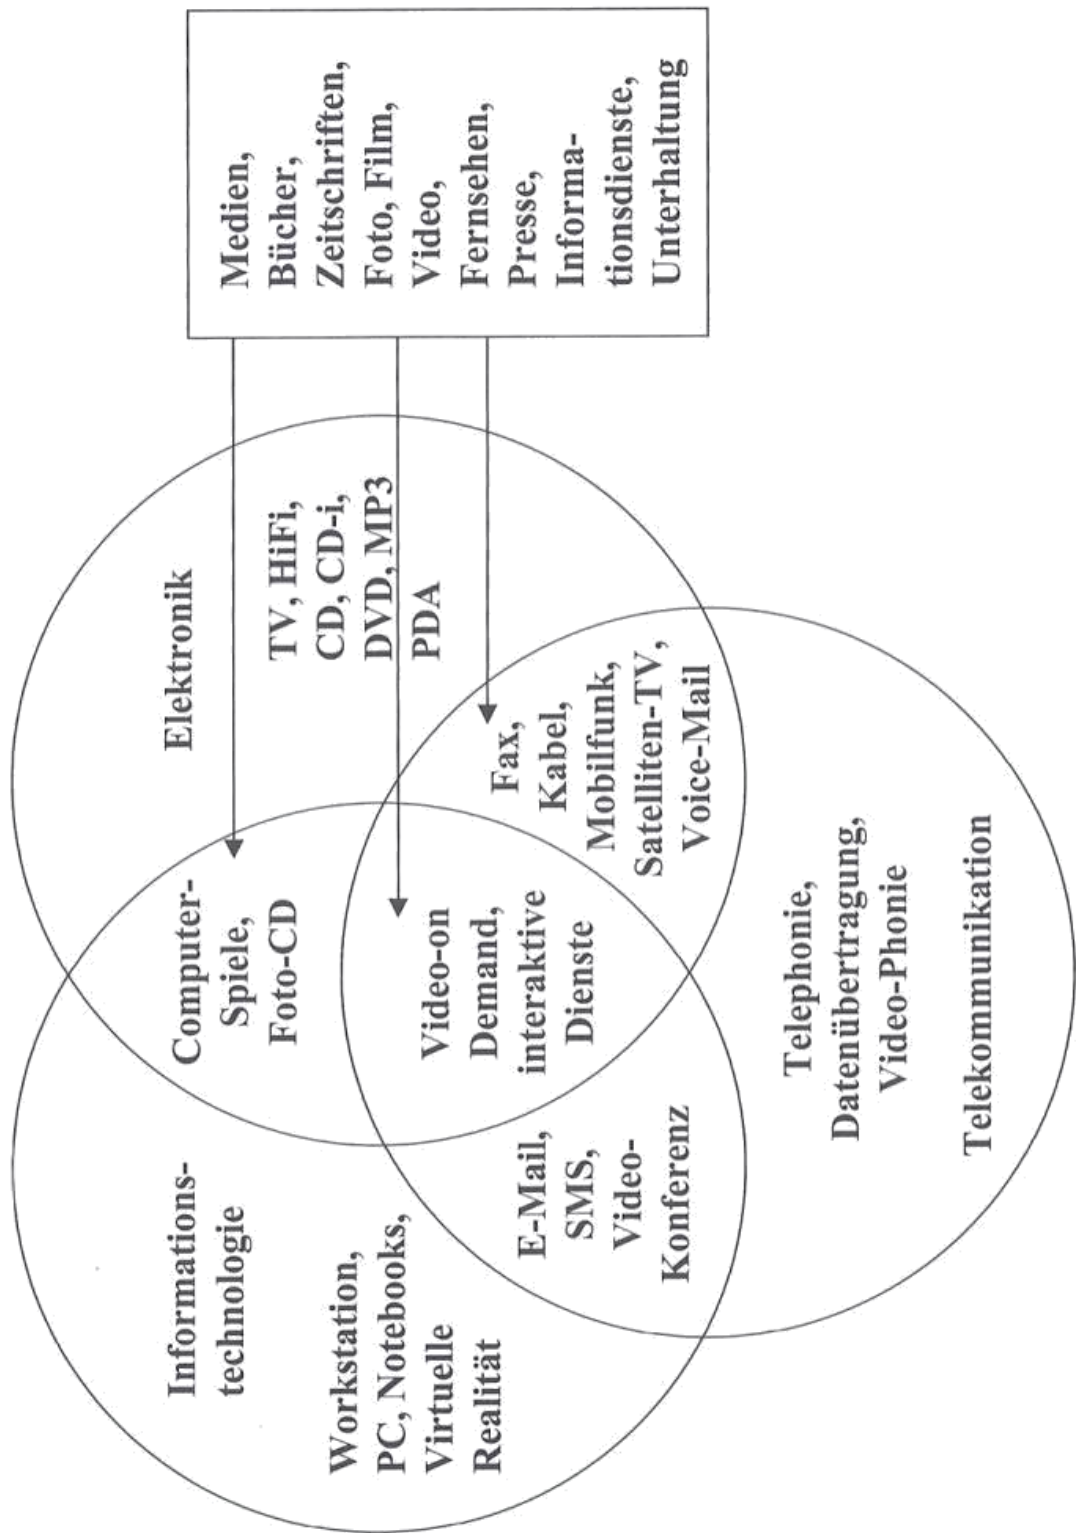 Informations-
technologie
Workstation,
PC, Notebooks,
Virtuelle
Realität
Computer-
Spiele,
Foto-CD
Elektronik
TV, HiFi,
CD, CD-i,
DVD, MP3
PDA
Video-on
Demand,
interaktive
Dienste
E-Mail,
SMS,
Video-
Konferenz
Fax,
Kabel,
Mobilfunk,
Satelliten-TV,
Voice-Mail
Telephonie,
Datenübertragung,
Video-Phonie
Telekommunikation
Medien,
Bücher,
Zeitschriften,
Foto, Film,
Video,
Fernsehen,
Presse,
Informa-
tionsdienste,
Unterhaltung